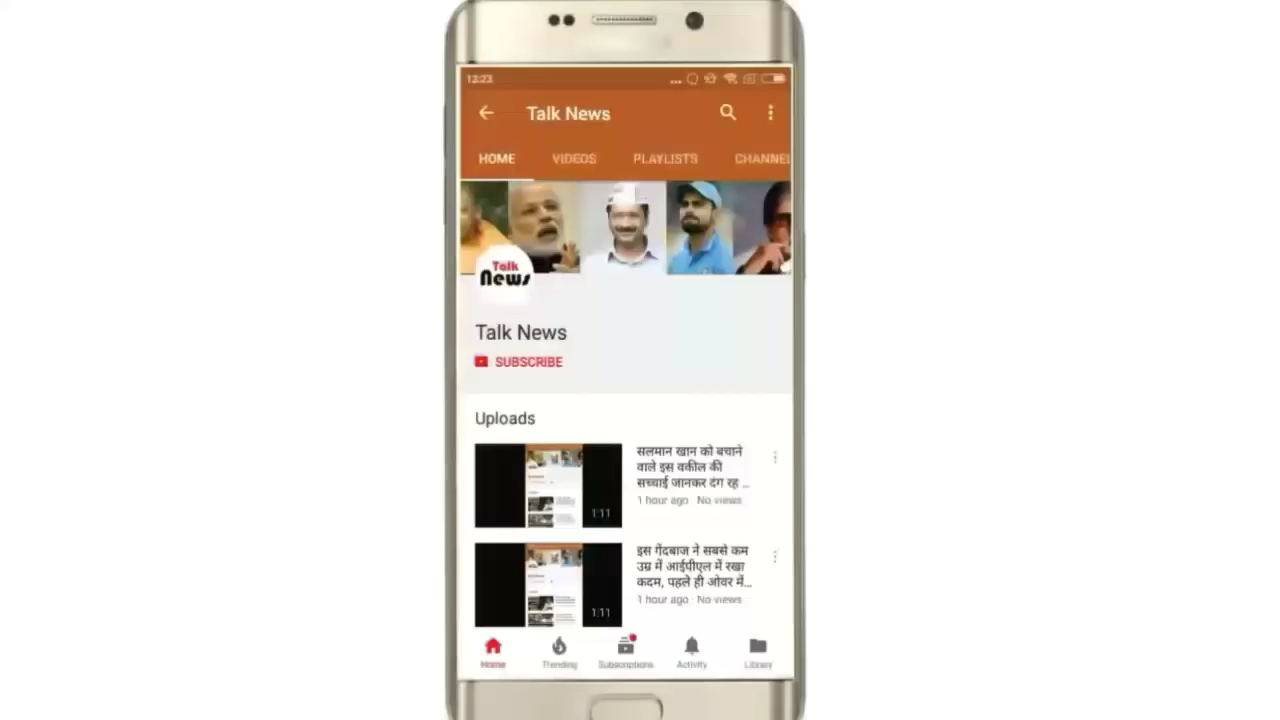 13:23
Talk News
HOME VIDEOS PLAYLISTS CHANNEL
Talk
News
Talk News
SUBSCRIBE
Uploads
सलमान खान को बचाने
वाले इस वकील की
सच्चाई जानकर दंग रह ...
1 hour ago · No views
1:11
इस गेंदबाज ने सबसे कम
उम्र में आईपीएल में रखा
कदम, पहले ही ओवर में...
1 hour ago · No views
1:11
Home Trending Subscriptions Activity Library